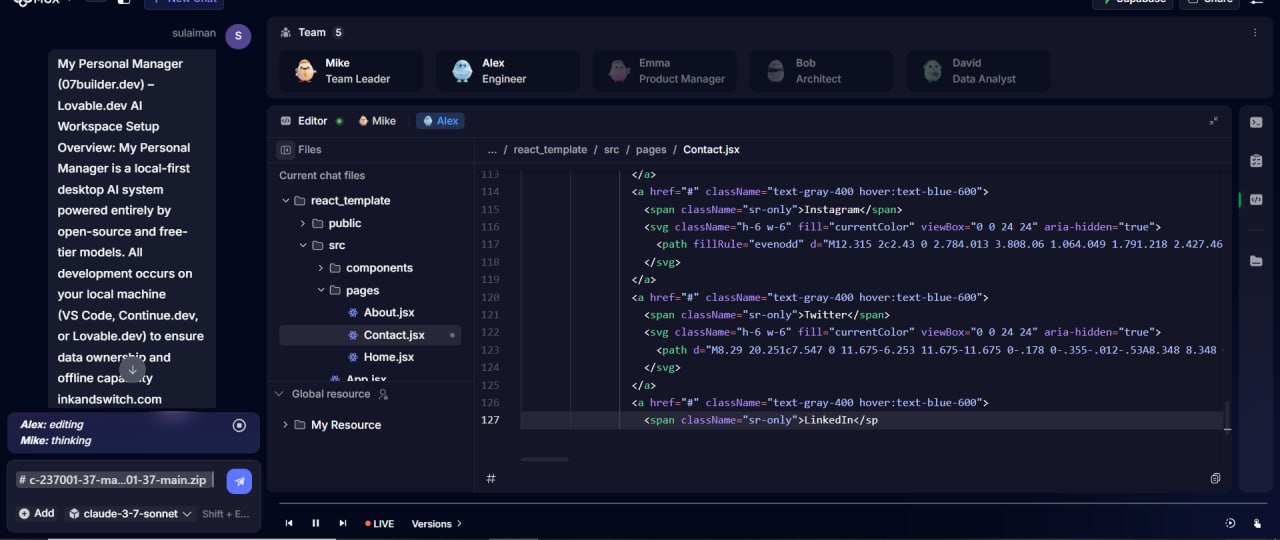 New Chat
Supabase
Share
sulaiman
S
My Personal Manager
(07builder.dev) –
Lovable.dev AI
Workspace Setup
Overview: My Personal
Manager is a local-first
desktop AI system
powered entirely by
open-source and free-
tier models. All
development occurs on
your local machine
(VS Code, Continue.dev,
or Lovable.dev) to ensure
data ownership and
offline capability
inkandswitch.com
Alex: editing
Mike: thinking
# c-237001-37-ma...01-37-main.zip
Add
claude-3-7-sonnet
Shift + E...
Team 5
Mike
Team Leader
Alex
Engineer
Emma
Product Manager
Bob
Architect
David
Data Analyst
Editor
Mike
Alex
Files
Current chat files
react_template
public
src
components
pages
About.jsx
Contact.jsx
Home.jsx
App.jsx
Global resource
My Resource
... / react_template / src / pages / Contact.jsx
113 </a>
114 <a href="#" className="text-gray-400 hover:text-blue-600">
115 <span className="sr-only">Instagram</span>
116 <svg className="h-6 w-6" fill="currentColor" viewBox="0 0 24 24" aria-hidden="true">
117 <path fillRule="evenodd" d="M12.315 2c2.43 0 2.784.013 3.808.06 1.064.049 1.791.218 2.427.46
118 </svg>
119 </a>
120 <a href="#" className="text-gray-400 hover:text-blue-600">
121 <span className="sr-only">Twitter</span>
122 <svg className="h-6 w-6" fill="currentColor" viewBox="0 0 24 24" aria-hidden="true">
123 <path d="M8.29 20.251c7.547 0 11.675-6.253 11.675-11.675 0-.178 0-.355-.012-.53A8.348 8.348
124 </svg>
125 </a>
126 <a href="#" className="text-gray-400 hover:text-blue-600">
127 <span className="sr-only">LinkedIn</sp
#
LIVE
Versions